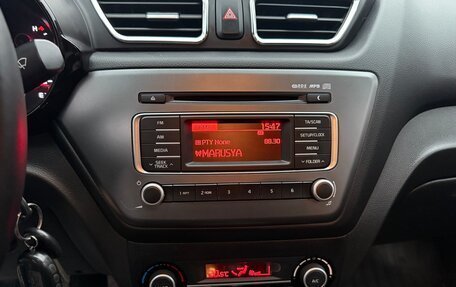 MP3
FM
AM
MEDIA
SEEK
TRACK
15:47
PTY None 88.30
MARUSYA
TA/SCAN
SETUP/CLOCK
MENU
FOLDER
1 RPT 2 RDM 3 4 5 6
A/C